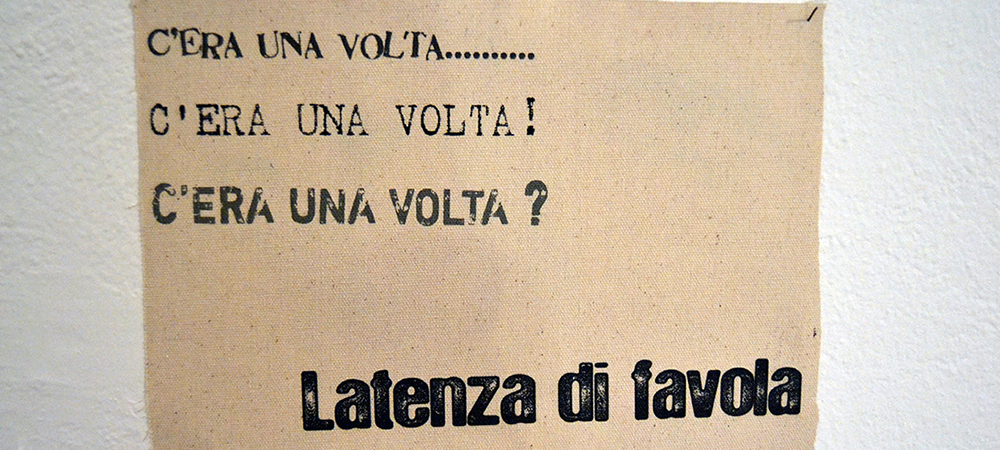 C'ERA UNA VOLTA..........
C'ERA UNA VOLTA!
C'ERA UNA VOLTA ?
Latenza di favola